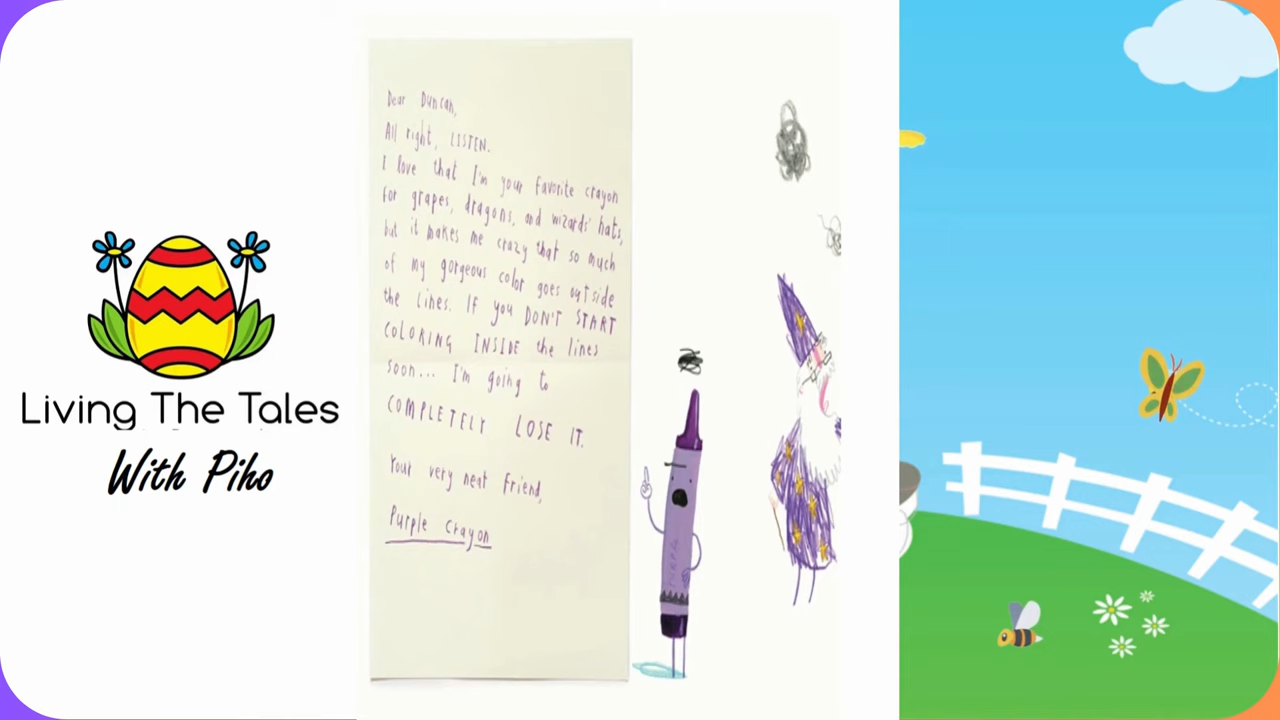 Living The Tales
With Piho
Dear Duncan,
All right, LISTEN.
I love that I'm your favorite crayon
for grapes, dragons, and wizards' hats,
but it makes me crazy that so much
of my gorgeous color goes outside
the lines. If you DON'T START
COLORING INSIDE the lines
soon... I'm going to
COMPLETELY LOSE IT.
Your very neat friend,
Purple Crayon